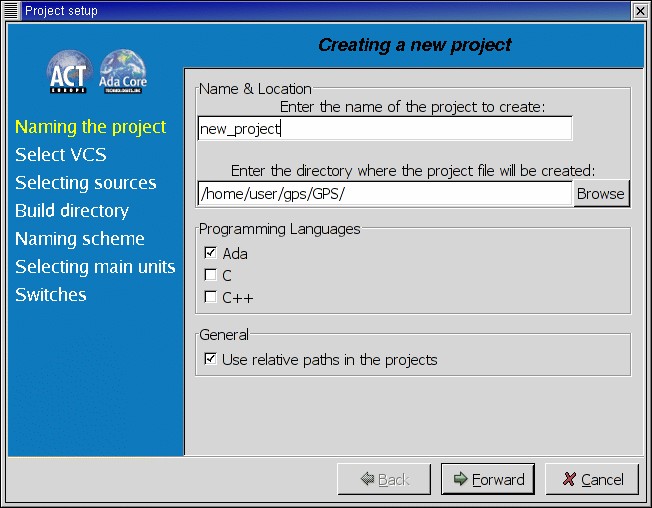 Project setup
Creating a new project
ACT
EUROPE
Ada Core
TECHNOLOGIES, INC
Naming the project
Select VCS
Selecting sources
Build directory
Naming scheme
Selecting main units
Switches
Name & Location
Enter the name of the project to create:
new_project
Enter the directory where the project file will be created:
/home/user/gps/GPS/
Browse
Programming Languages
Ada
C
C++
General
Use relative paths in the projects
Back
Forward
Cancel